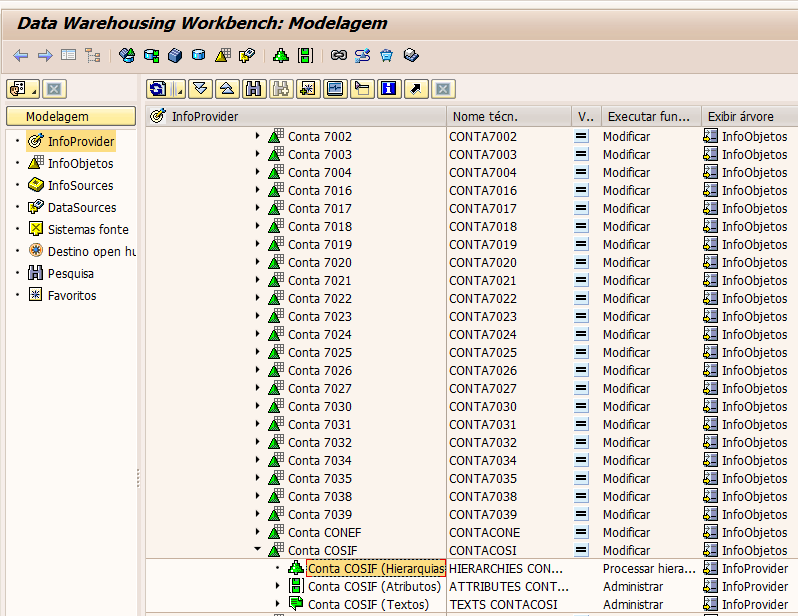 Data Warehousing Workbench: Modelagem
Modelagem
InfoProvider
InfoObjetos
InfoSources
DataSources
Sistemas fonte
Destino open hu
Pesquisa
Favoritos
InfoProvider Nome técn. V.. Executar fun... Exibir árvore
Conta 7002 CONTA7002 Modificar InfoObjetos
Conta 7003 CONTA7003 Modificar InfoObjetos
Conta 7004 CONTA7004 Modificar InfoObjetos
Conta 7016 CONTA7016 Modificar InfoObjetos
Conta 7017 CONTA7017 Modificar InfoObjetos
Conta 7018 CONTA7018 Modificar InfoObjetos
Conta 7019 CONTA7019 Modificar InfoObjetos
Conta 7020 CONTA7020 Modificar InfoObjetos
Conta 7021 CONTA7021 Modificar InfoObjetos
Conta 7022 CONTA7022 Modificar InfoObjetos
Conta 7023 CONTA7023 Modificar InfoObjetos
Conta 7024 CONTA7024 Modificar InfoObjetos
Conta 7025 CONTA7025 Modificar InfoObjetos
Conta 7026 CONTA7026 Modificar InfoObjetos
Conta 7027 CONTA7027 Modificar InfoObjetos
Conta 7030 CONTA7030 Modificar InfoObjetos
Conta 7031 CONTA7031 Modificar InfoObjetos
Conta 7032 CONTA7032 Modificar InfoObjetos
Conta 7034 CONTA7034 Modificar InfoObjetos
Conta 7035 CONTA7035 Modificar InfoObjetos
Conta 7038 CONTA7038 Modificar InfoObjetos
Conta 7039 CONTA7039 Modificar InfoObjetos
Conta CONEF CONTACONE Modificar InfoObjetos
Conta COSIF CONTACOSI Modificar InfoObjetos
Conta COSIF (Hierarquias HIERARCHIES CON... Processar hiera... InfoProvider
Conta COSIF (Atributos) ATTRIBUTES CONT... Administrar InfoProvider
Conta COSIF (Textos) TEXTS CONTACOSI Administrar InfoProvider